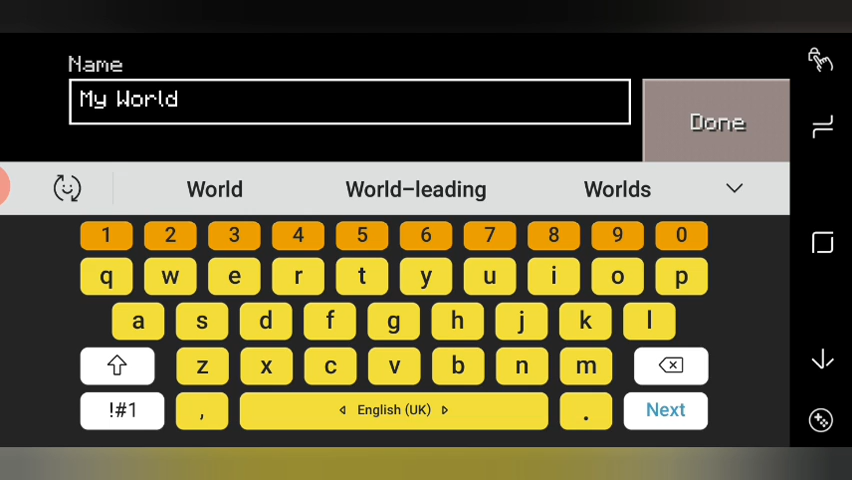 Name
My World
Done
World World-leading Worlds
1 2 3 4 5 6 7 8 9 0
q w e r t y u i o p
a s d f g h j k l
z x c v b n m
!#1 , English (UK) . Next